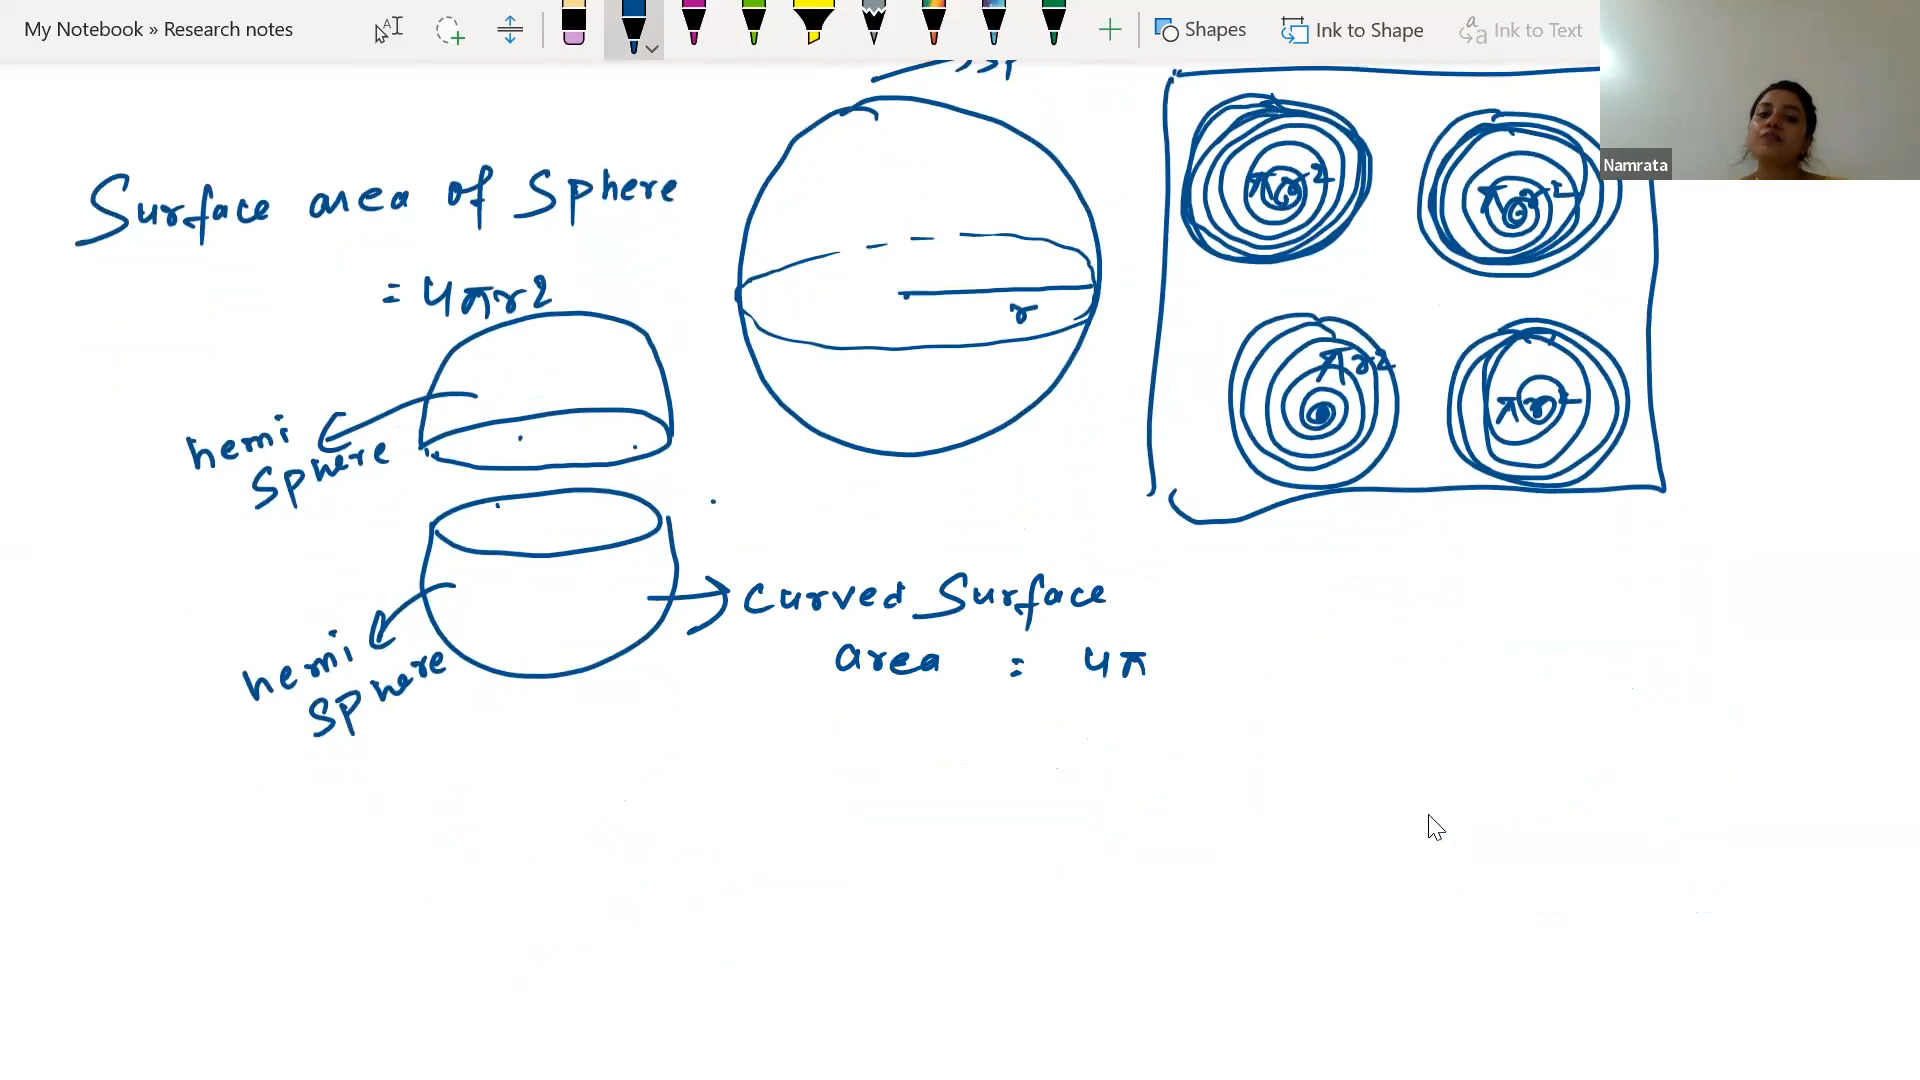 My Notebook » Research notes
Shapes
Ink to Shape
Ink to Text
Namrata
Surface area of Sphere
= 4πr2
r
πr2
πr2
πr2
πr2
hemi
sphere
hemi
sphere
curved Surface
area = 4π